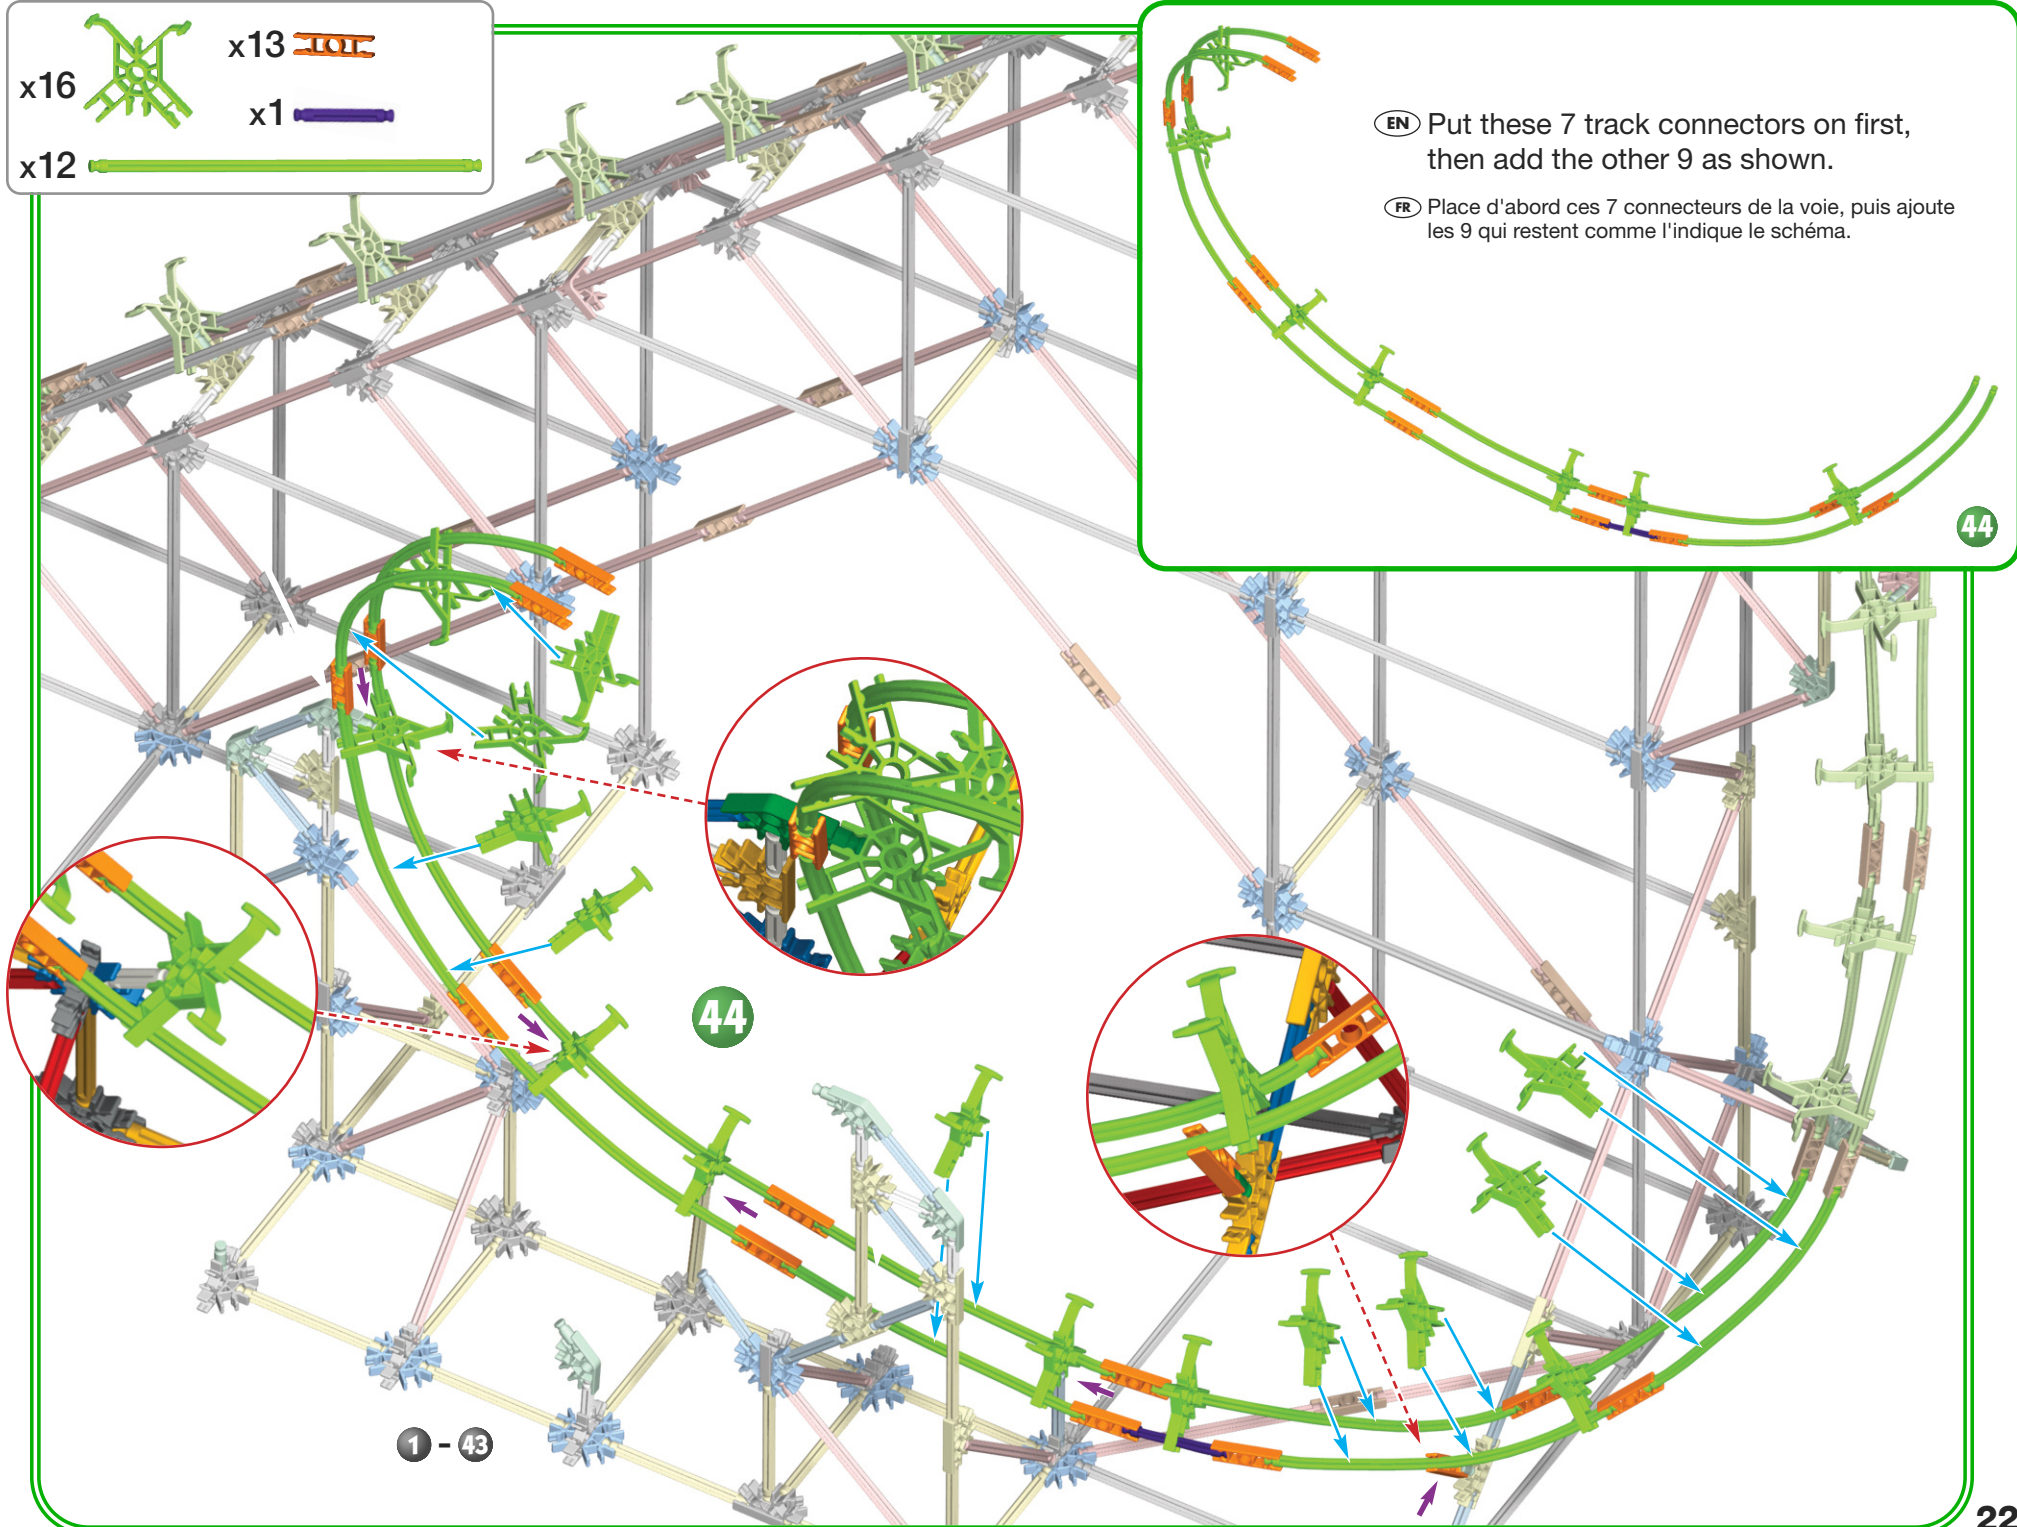 x16
x13
x1
x12
EN Put these 7 track connectors on first,
then add the other 9 as shown.
FR Place d'abord ces 7 connecteurs de la voie, puis ajoute
les 9 qui restent comme l'indique le schéma.
44
44
1 - 43
22